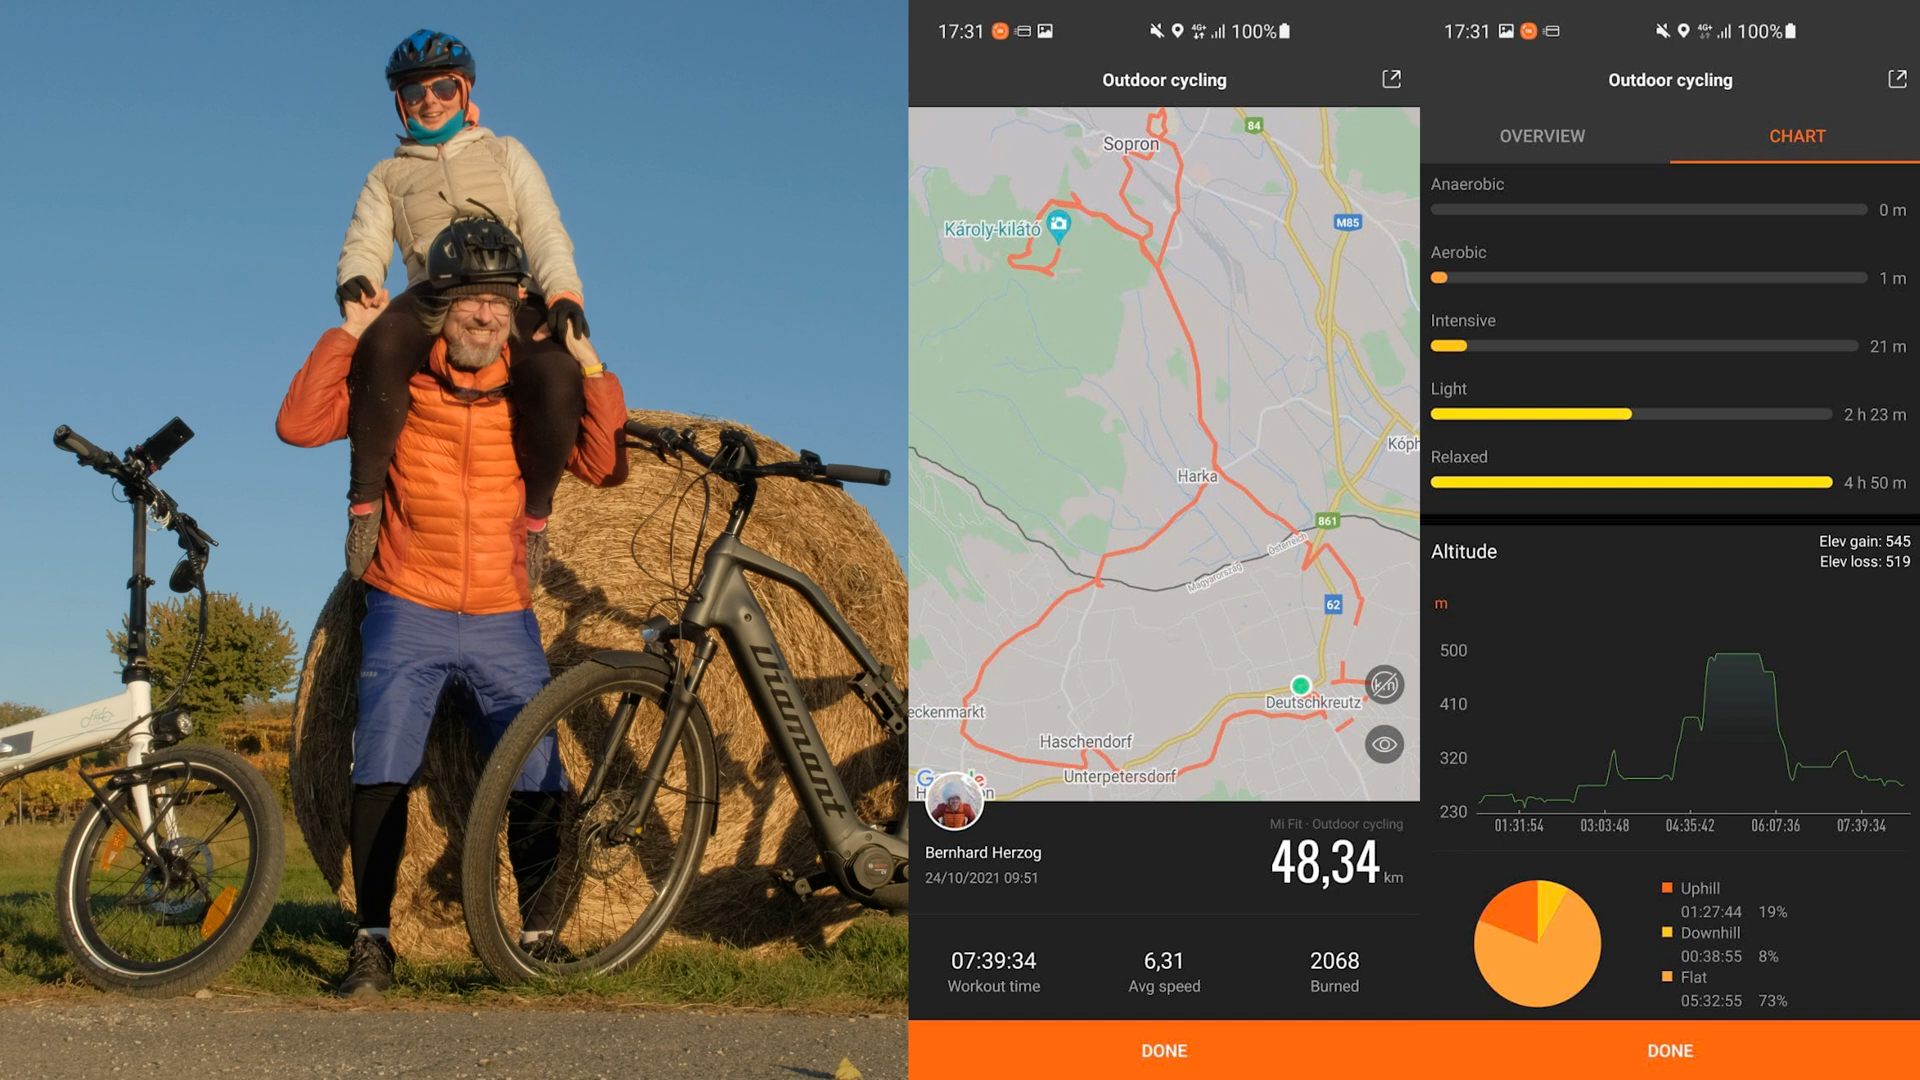 Diamant
17:31
4G+
100%
Outdoor cycling
Sopron
84
M85
Károly-kilátó
Kóph
Harka
861
Österreich
Magyarország
62
km
Deutschkreutz
eckenmarkt
Haschendorf
Unterpetersdorf
Mi Fit - Outdoor cycling
Bernhard Herzog
24/10/2021 09:51
48,34 km
07:39:34
6,31
2068
Workout time
Avg speed
Burned
DONE
17:31
4G+
100%
Outdoor cycling
OVERVIEW
CHART
Anaerobic
0 m
Aerobic
1 m
Intensive
21 m
Light
2 h 23 m
Relaxed
4 h 50 m
Altitude
Elev gain: 545
Elev loss: 519
m
500
410
320
230
01:31:54 03:03:48 04:35:42 06:07:36 07:39:34
Uphill
01:27:44 19%
Downhill
00:38:55 8%
Flat
05:32:55 73%
DONE